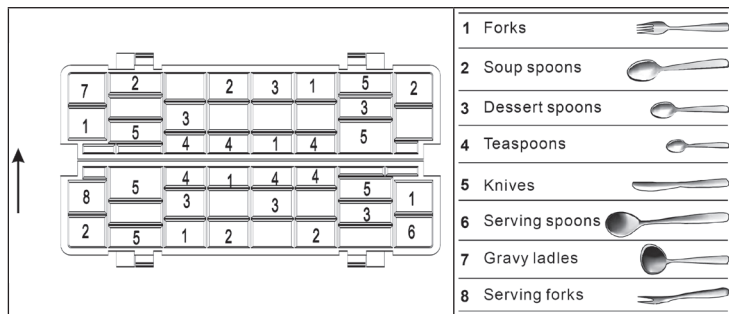 7 2 2 3 1 5 2
3
1 3
5 4 4 1 4 5
8 5 4 1 4 4 5 1
3 3
3
2 5 1 2 2 6
1 Forks
2 Soup spoons
3 Dessert spoons
4 Teaspoons
5 Knives
6 Serving spoons
7 Gravy ladles
8 Serving forks